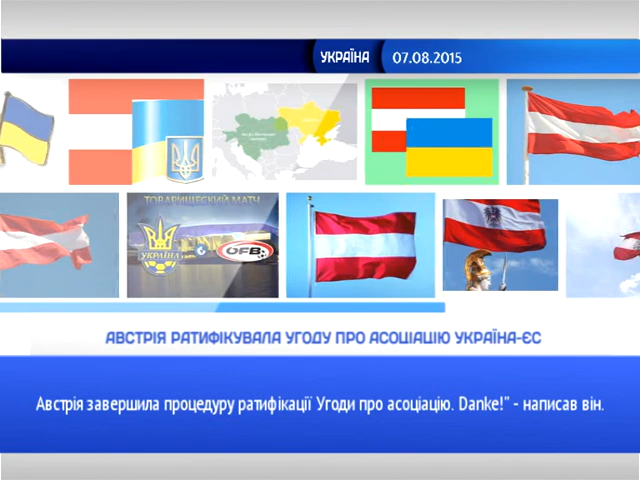 УКРАЇНА
07.08.2015
ТОВАРИЩЕСКИЙ МАТЧ
УКРАЇНА
ÖFB
АВСТРІЯ РАТИФІКУВАЛА УГОДУ ПРО АСОЦІАЦІЮ УКРАЇНА-ЄС
Австрія завершила процедуру ратифікації Угоди про асоціацію. Danke!" - написав він.